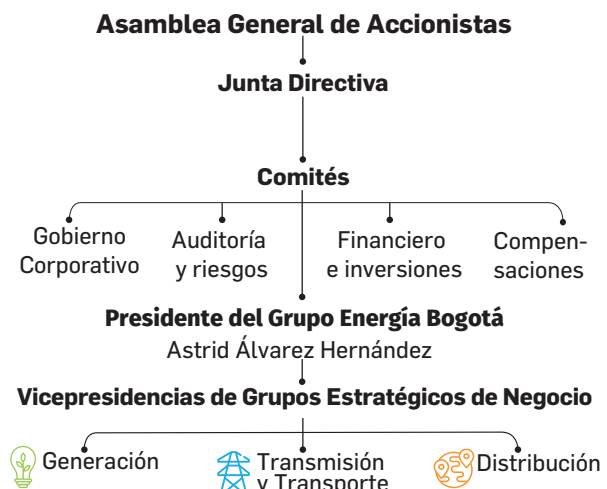 Asamblea General de Accionistas
Junta Directiva
Comités
Gobierno
Corporativo
Auditoría
y riesgos
Financiero
e inversiones
Compen-
saciones
Presidente del Grupo Energía Bogotá
Astrid Álvarez Hernández
Vicepresidencias de Grupos Estratégicos de Negocio
Generación
Transmisión
y Transporte
Distribución